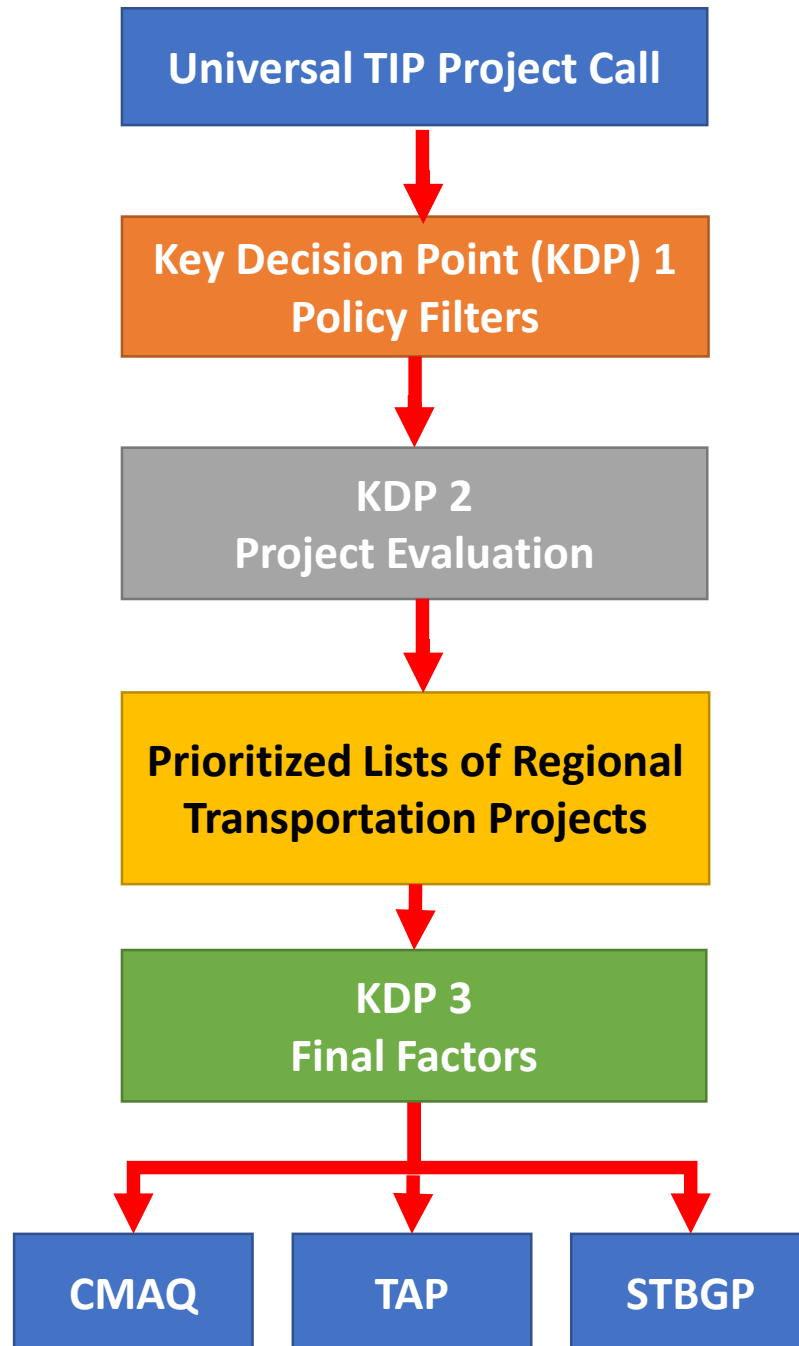 Universal TIP Project Call
Key Decision Point (KDP) 1
Policy Filters
KDP 2
Project Evaluation
Prioritized Lists of Regional
Transportation Projects
KDP 3
Final Factors
CMAQ
TAP
STBGP